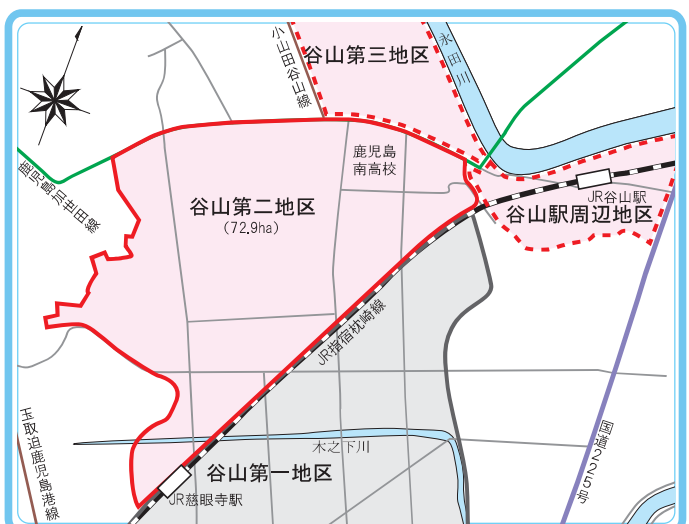 小山田谷山線
谷山第三地区
永田川
鹿児島
南高校
鹿児島加世田線
谷山第二地区
(72.9ha)
JR谷山駅
谷山駅周辺地区
JR指宿枕崎線
玉取迫鹿児島港線
木之下川
国道225号
谷山第一地区
JR慈眼寺駅